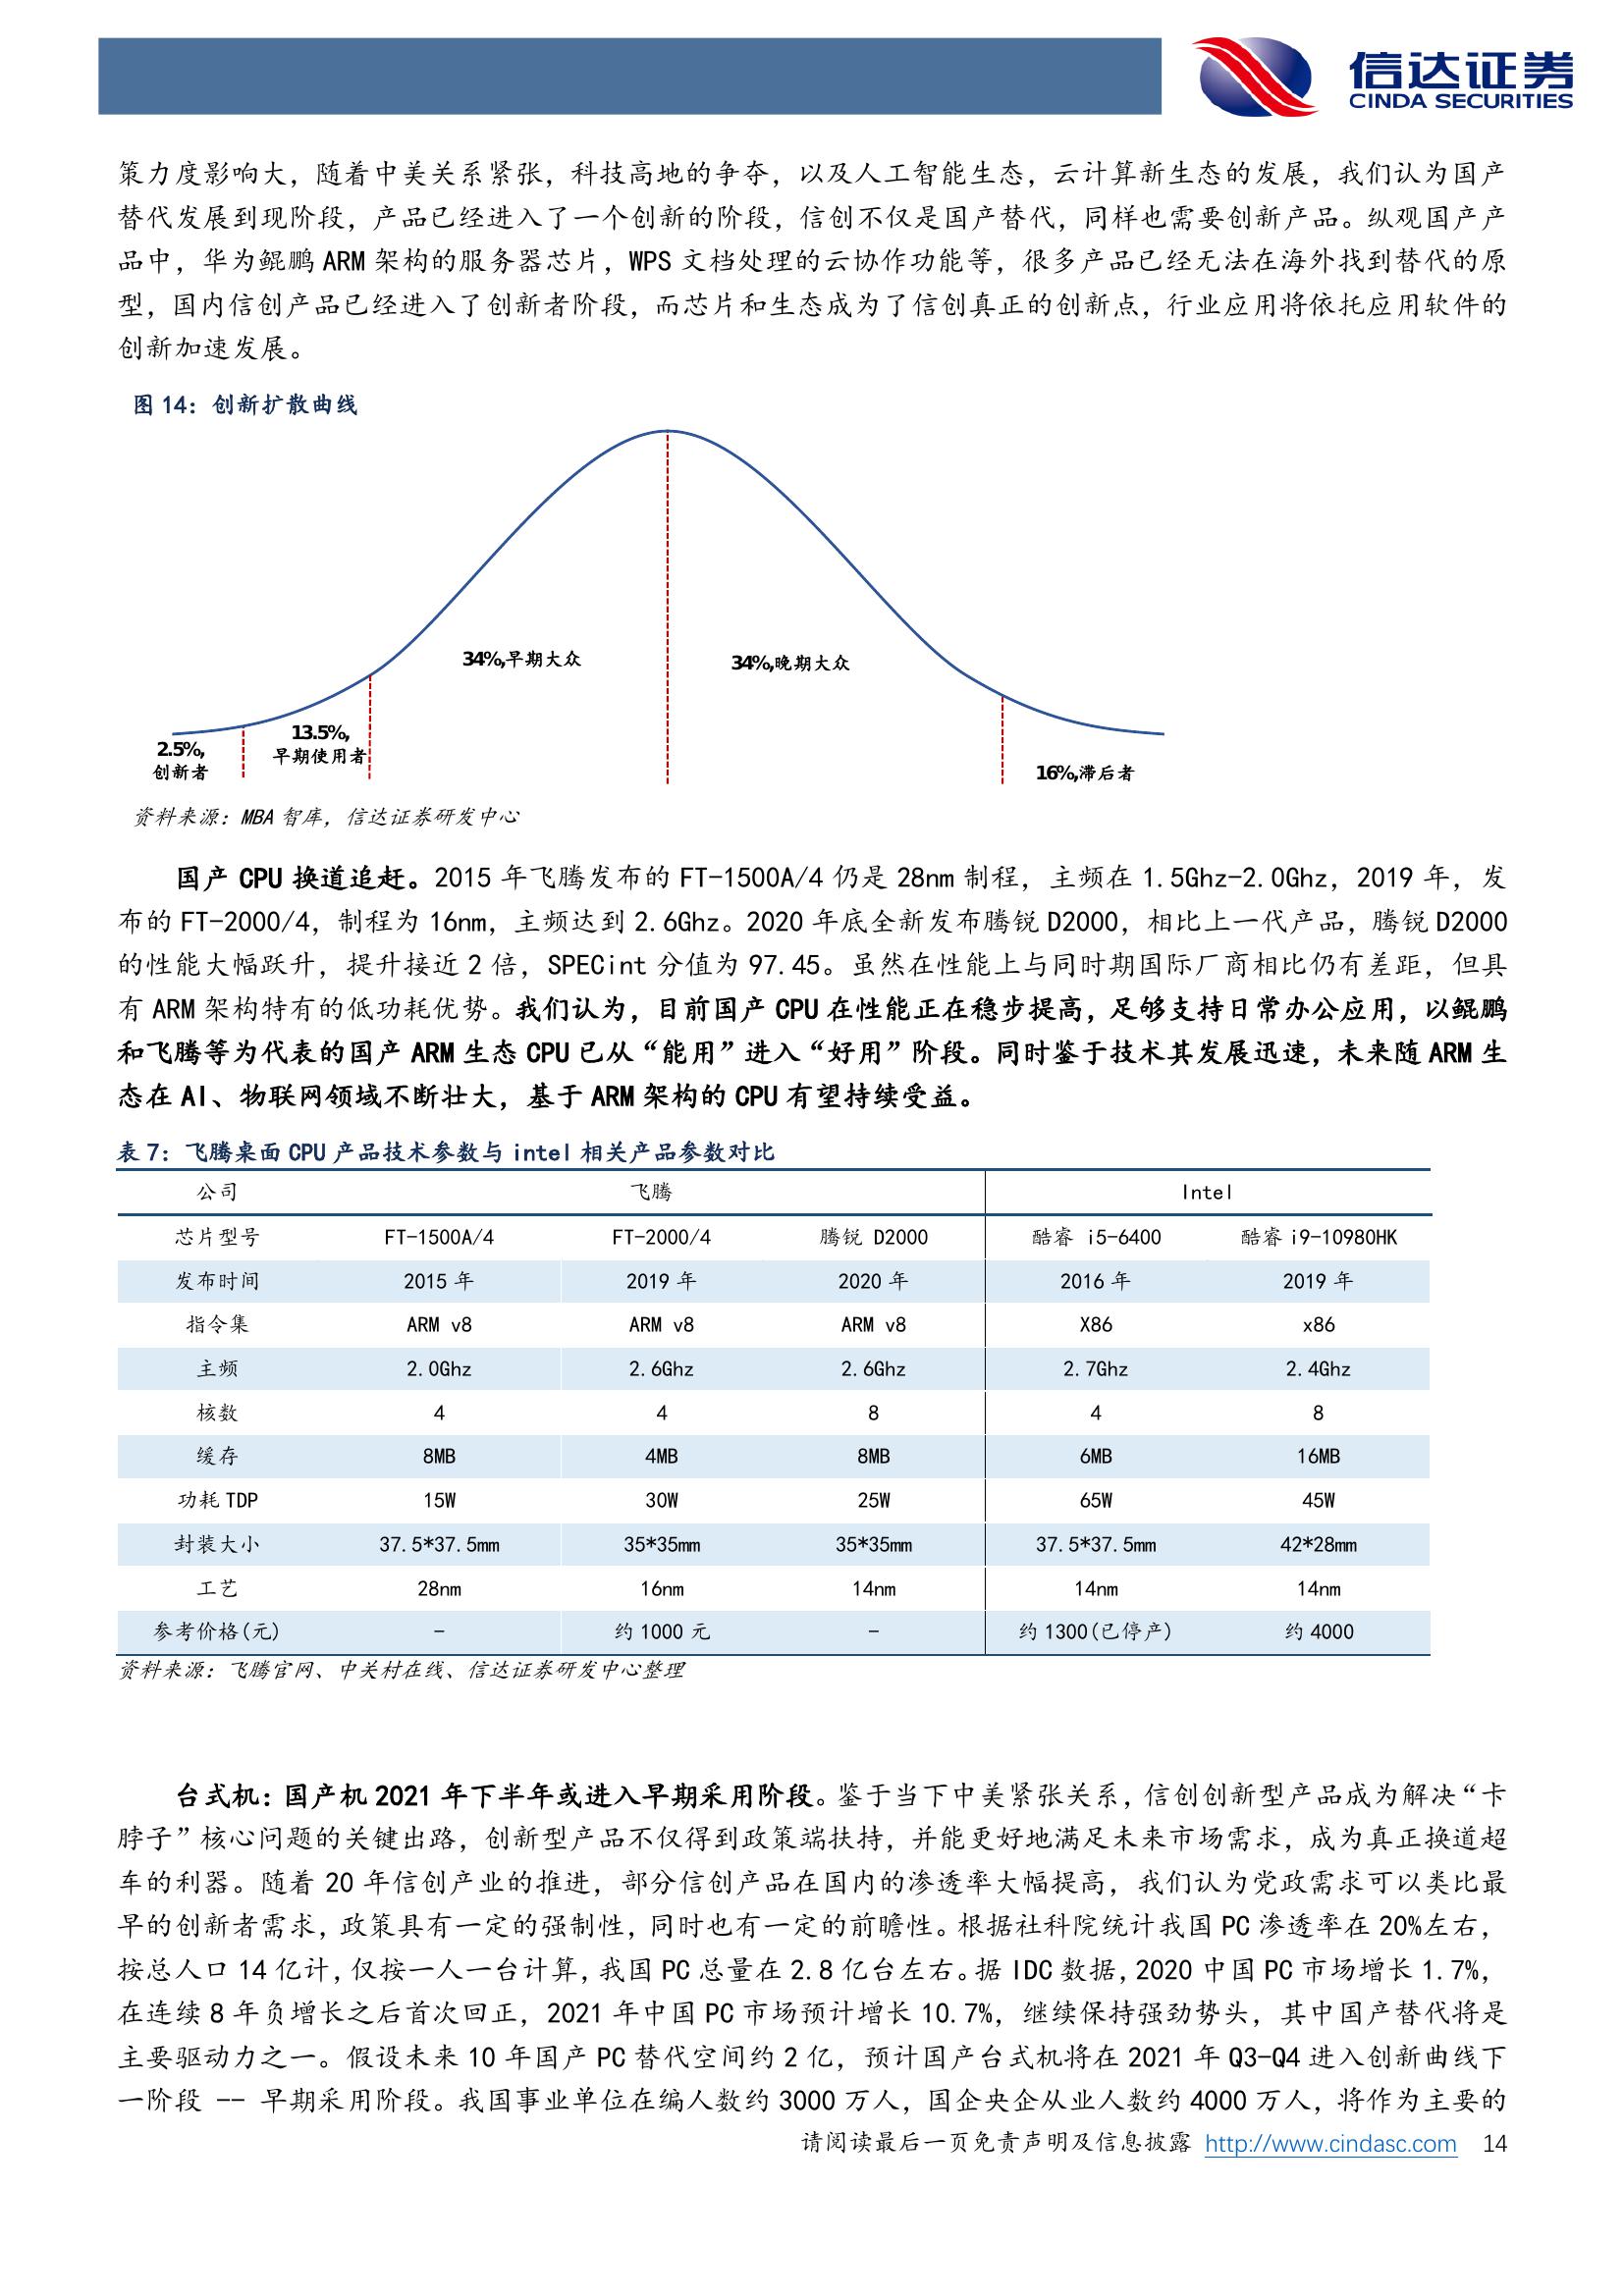 信达证券
CINDA SECURITIES
策力度影响大，随着中美关系紧张，科技高地的争夺，以及人工智能生态，云计算新生态的发展，我们认为国产
替代发展到现阶段，产品已经进入了一个创新的阶段，信创不仅是国产替代，同样也需要创新产品。纵观国产产
品中，华为鲲鹏 ARM 架构的服务器芯片，WPS 文档处理的云协作功能等，很多产品已经无法在海外找到替代的原
型，国内信创产品已经进入了创新者阶段，而芯片和生态成为了信创真正的创新点，行业应用将依托应用软件的
创新加速发展。
图 14：创新扩散曲线
34%,早期大众
34%,晚期大众
13.5%,
早期使用者
2.5%,
创新者
16%,滞后者
资料来源：MBA 智库，信达证券研发中心
国产 CPU 换道追赶。2015 年飞腾发布的 FT-1500A/4 仍是 28nm 制程，主频在 1.5Ghz-2.0Ghz，2019 年，发
布的 FT-2000/4，制程为 16nm，主频达到 2.6Ghz。2020 年底全新发布腾锐 D2000，相比上一代产品，腾锐 D2000
的性能大幅跃升，提升接近 2 倍，SPECint 分值为 97.45。虽然在性能上与同时期国际厂商相比仍有差距，但具
有 ARM 架构特有的低功耗优势。我们认为，目前国产 CPU 在性能正在稳步提高，足够支持日常办公应用，以鲲鹏
和飞腾等为代表的国产 ARM 生态 CPU 已从“能用”进入“好用”阶段。同时鉴于技术其发展迅速，未来随 ARM 生
态在 AI、物联网领域不断壮大，基于 ARM 架构的 CPU 有望持续受益。
表 7：飞腾桌面 CPU 产品技术参数与 intel 相关产品参数对比
公司 飞腾 Intel
芯片型号 FT-1500A/4 FT-2000/4 腾锐 D2000 酷睿 i5-6400 酷睿 i9-10980HK
发布时间 2015 年 2019 年 2020 年 2016 年 2019 年
指令集 ARM v8 ARM v8 ARM v8 X86 x86
主频 2.0Ghz 2.6Ghz 2.6Ghz 2.7Ghz 2.4Ghz
核数 4 4 8 4 8
缓存 8MB 4MB 8MB 6MB 16MB
功耗 TDP 15W 30W 25W 65W 45W
封装大小 37.5*37.5mm 35*35mm 35*35mm 37.5*37.5mm 42*28mm
工艺 28nm 16nm 14nm 14nm 14nm
参考价格(元) - 约 1000 元 - 约 1300(已停产) 约 4000
资料来源：飞腾官网、中关村在线、信达证券研发中心整理
台式机：国产机 2021 年下半年或进入早期采用阶段。鉴于当下中美紧张关系，信创创新型产品成为解决“卡
脖子”核心问题的关键出路，创新型产品不仅得到政策端扶持，并能更好地满足未来市场需求，成为真正换道超
车的利器。随着 20 年信创产业的推进，部分信创产品在国内的渗透率大幅提高，我们认为党政需求可以类比最
早的创新者需求，政策具有一定的强制性，同时也有一定的前瞻性。根据社科院统计我国 PC 渗透率在 20%左右，
按总人口 14 亿计，仅按一人一台计算，我国 PC 总量在 2.8 亿台左右。据 IDC 数据，2020 中国 PC 市场增长 1.7%，
在连续 8 年负增长之后首次回正，2021 年中国 PC 市场预计增长 10.7%，继续保持强劲势头，其中国产替代将是
主要驱动力之一。假设未来 10 年国产 PC 替代空间约 2 亿，预计国产台式机将在 2021 年 Q3-Q4 进入创新曲线下
一阶段 -- 早期采用阶段。我国事业单位在编人数约 3000 万人，国企央企从业人数约 4000 万人，将作为主要的
请阅读最后一页免责声明及信息披露 http://www.cindasc.com 14